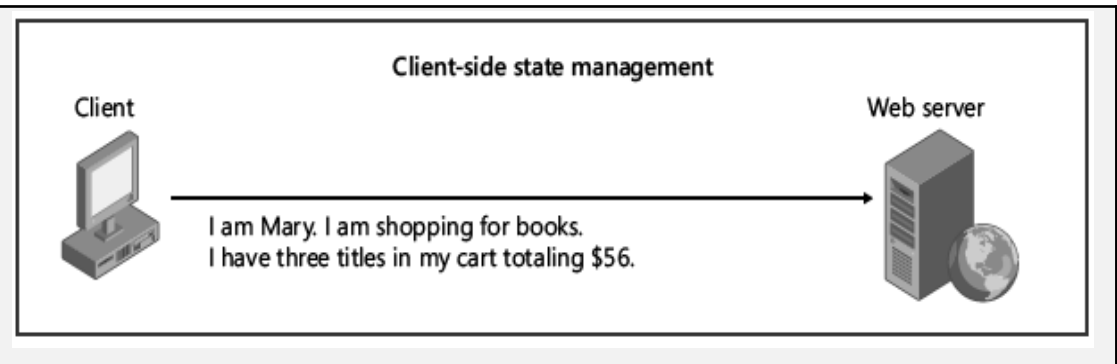 Client-side state management
Client
Web server
I am Mary. I am shopping for books.
I have three titles in my cart totaling $56.